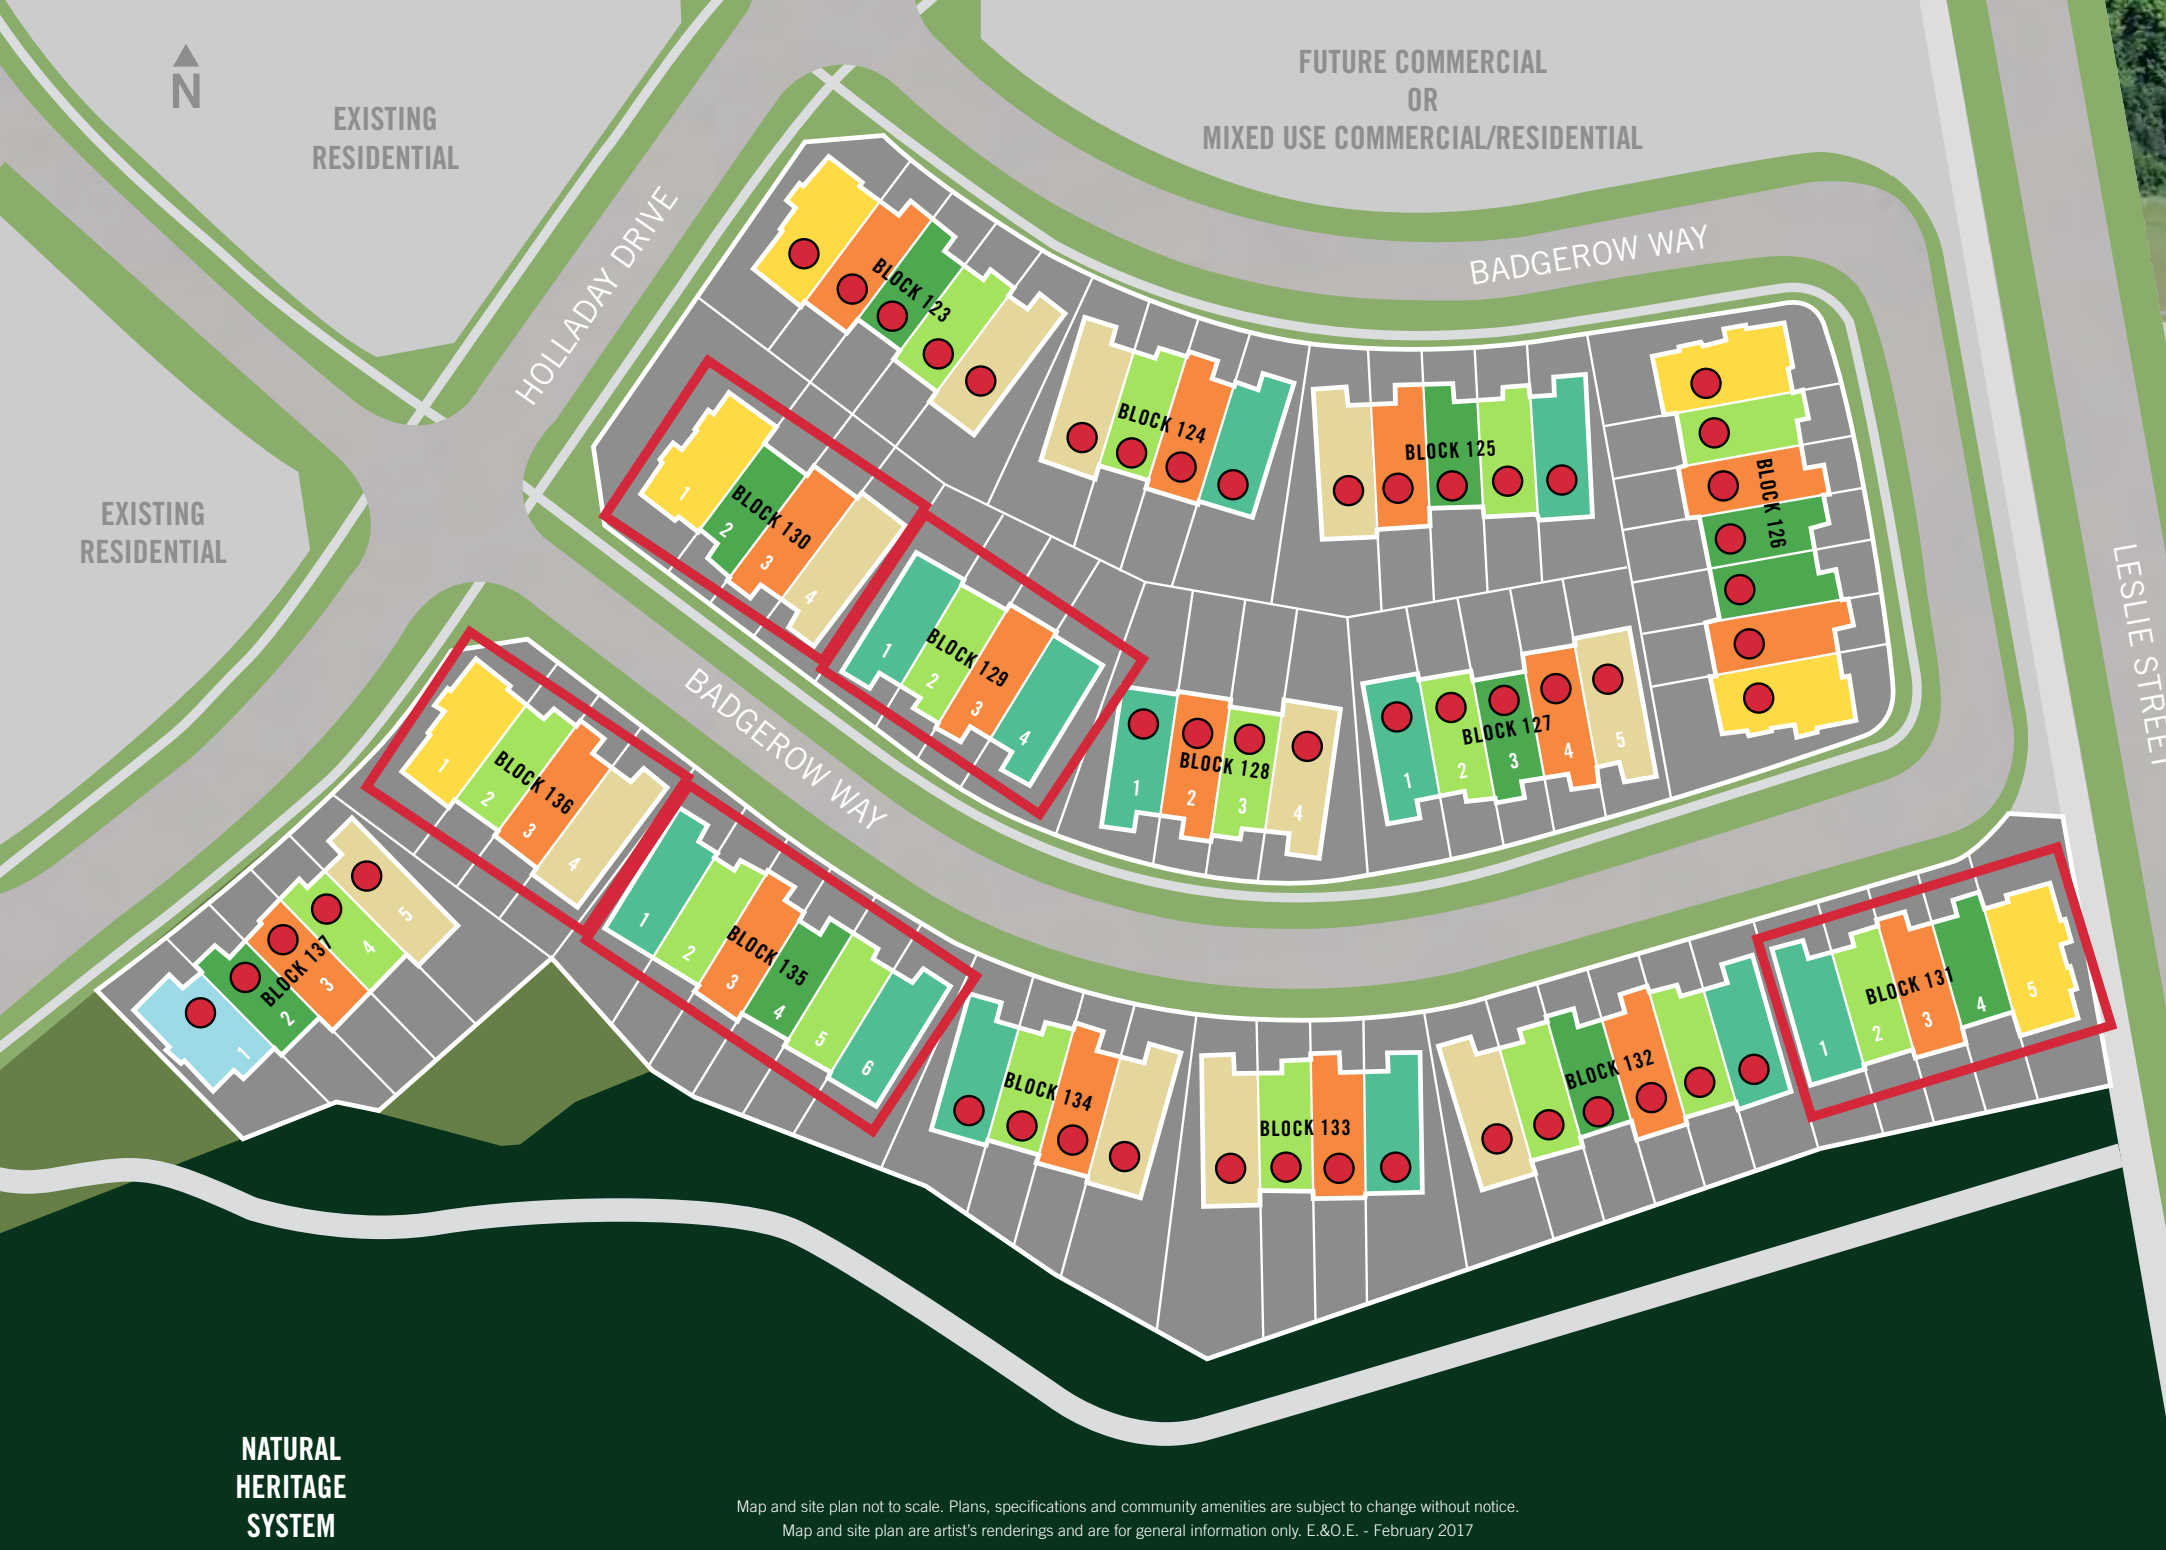 N
EXISTING
RESIDENTIAL
FUTURE COMMERCIAL
OR
MIXED USE COMMERCIAL/RESIDENTIAL
HOLLADAY DRIVE
BADGEROW WAY
EXISTING
RESIDENTIAL
BLOCK 123
BLOCK 124
BLOCK 125
BLOCK 126
BLOCK 130
1
2
3
4
BLOCK 129
1
2
3
4
BLOCK 128
1
2
3
4
BLOCK 127
1
2
3
4
5
LESLIE STREET
BADGEROW WAY
BLOCK 136
1
2
3
4
BLOCK 137
1
2
3
4
5
BLOCK 135
1
2
3
4
5
6
BLOCK 134
BLOCK 133
BLOCK 132
BLOCK 131
1
2
3
4
5
NATURAL
HERITAGE
SYSTEM
Map and site plan not to scale. Plans, specifications and community amenities are subject to change without notice.
Map and site plan are artist's renderings and are for general information only. E.&O.E. - February 2017